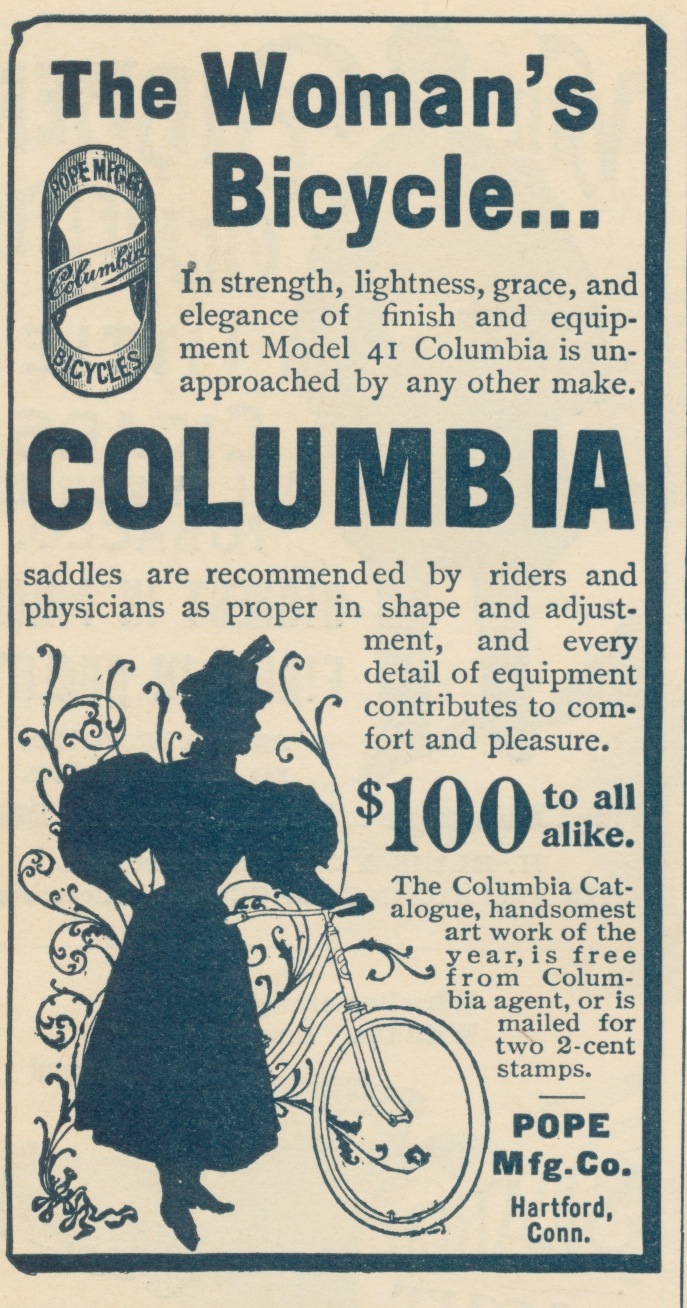 The Woman's
Bicycle...
POPE MFG. CO.
Columbia
BICYCLES
In strength, lightness, grace, and
elegance of finish and equip-
ment Model 41 Columbia is un-
approached by any other make.
COLUMBIA
saddles are recommended by riders and
physicians as proper in shape and adjust-
ment, and every
detail of equipment
contributes to com-
fort and pleasure.
$100 to all
alike.
The Columbia Cat-
alogue, handsomest
art work of the
year, is free
from Colum-
bia agent, or is
mailed for
two 2-cent
stamps.
POPE
Mfg. Co.
Hartford,
Conn.